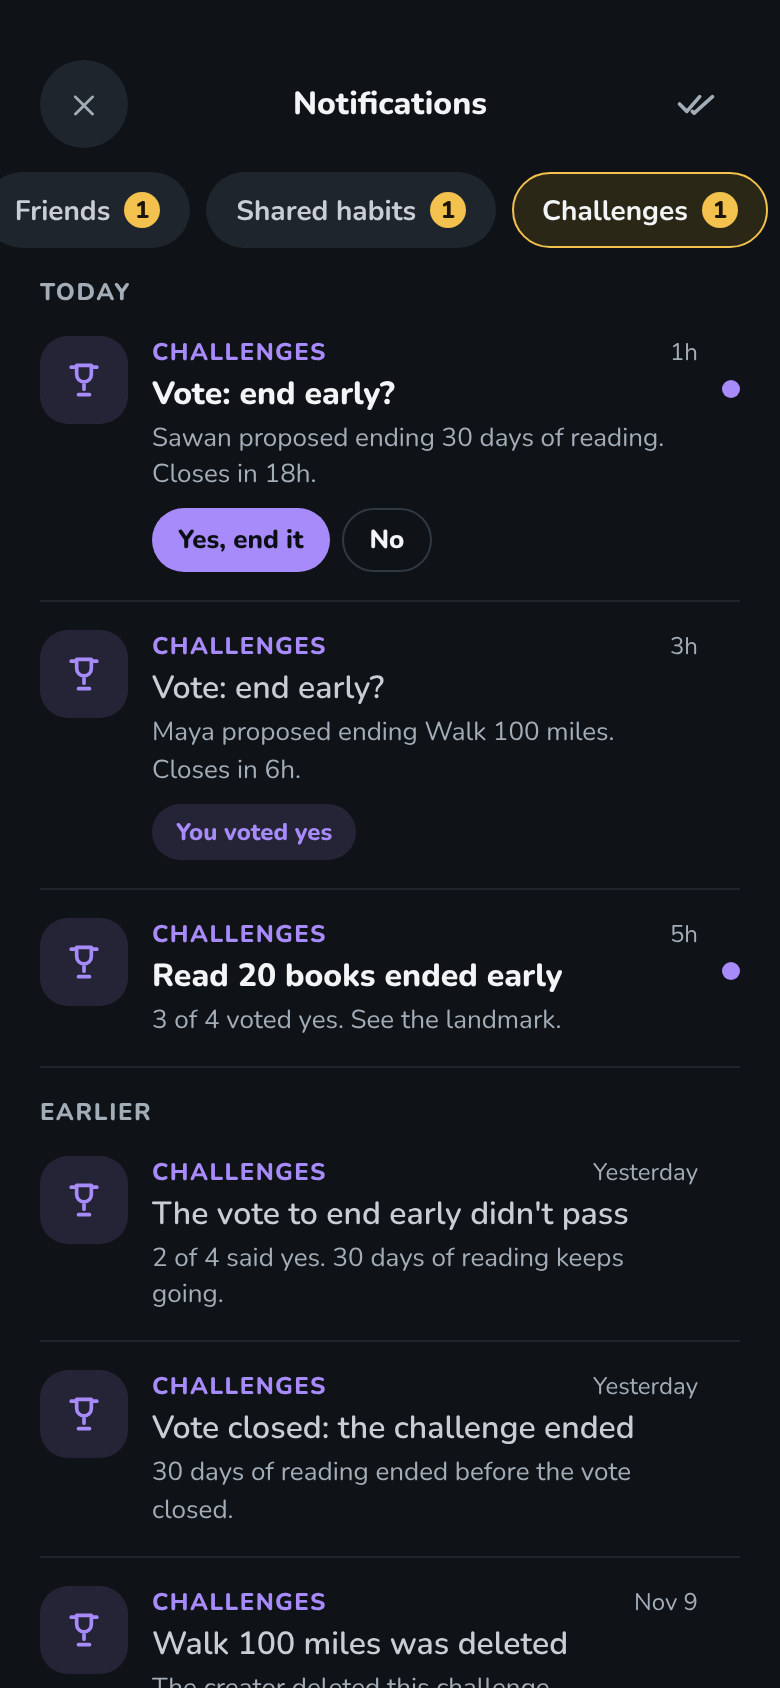 Notifications
Friends 1 Shared habits 1 Challenges 1
TODAY
CHALLENGES 1h
Vote: end early?
Sawan proposed ending 30 days of reading.
Closes in 18h.
Yes, end it No
CHALLENGES 3h
Vote: end early?
Maya proposed ending Walk 100 miles.
Closes in 6h.
You voted yes
CHALLENGES 5h
Read 20 books ended early
3 of 4 voted yes. See the landmark.
EARLIER
CHALLENGES Yesterday
The vote to end early didn't pass
2 of 4 said yes. 30 days of reading keeps
going.
CHALLENGES Yesterday
Vote closed: the challenge ended
30 days of reading ended before the vote
closed.
CHALLENGES Nov 9
Walk 100 miles was deleted
The creator deleted this challenge